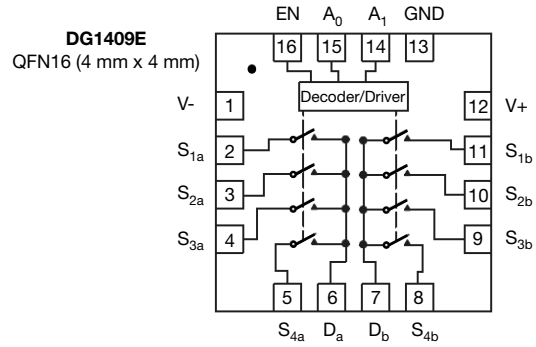 EN A0 A1 GND
DG1409E
QFN16 (4 mm x 4 mm)
16 15 14 13
Decoder/Driver
V- 1 12 V+
S1a 2 11 S1b
S2a 3 10 S2b
S3a 4 9 S3b
5 6 7 8
S4a Da Db S4b